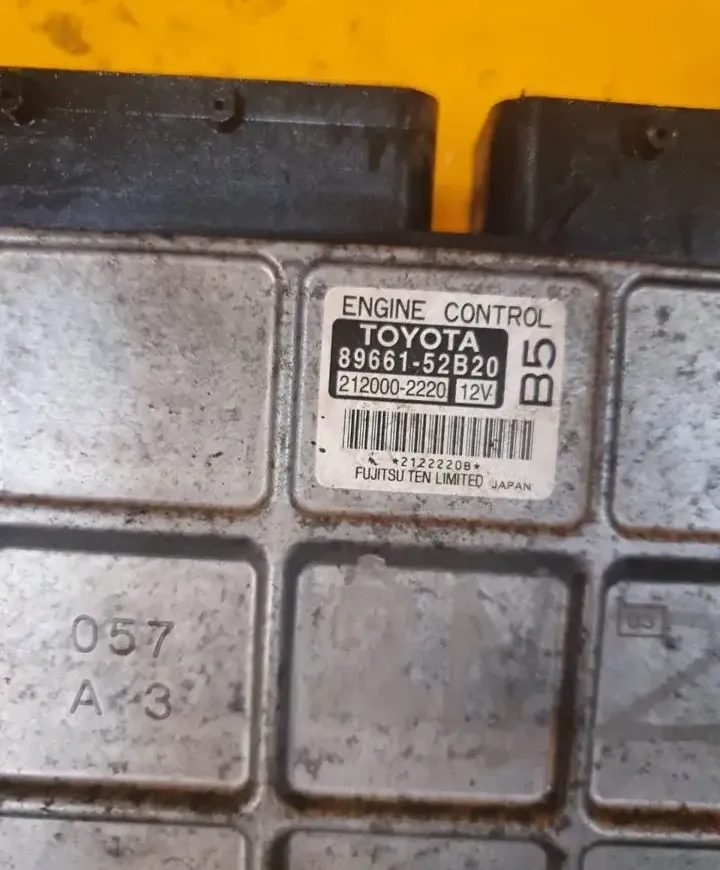 ENGINE CONTROL
TOYOTA
89661-52B20
212000-2220 12V
B5
*2122220B*
FUJITSU TEN LIMITED JAPAN
057
A 3